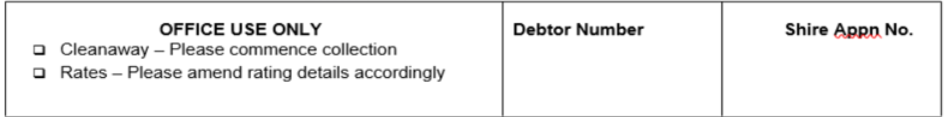 OFFICE USE ONLY
Cleanaway – Please commence collection
Rates – Please amend rating details accordingly
Debtor Number
Shire Appn No.